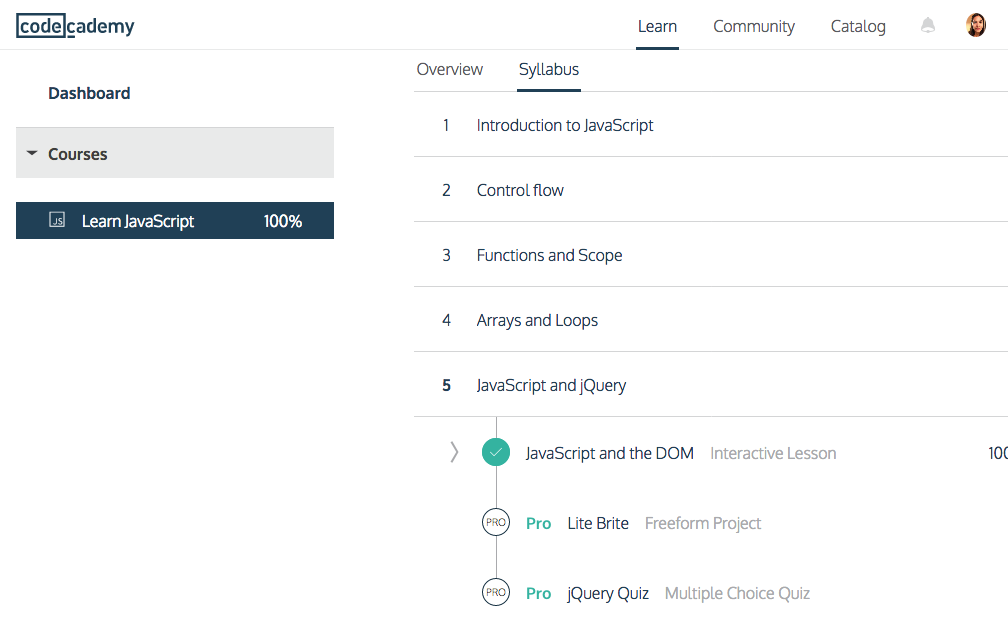 codecademy
Learn Community Catalog
Overview Syllabus
Dashboard
Courses
JS Learn JavaScript 100%
1 Introduction to JavaScript
2 Control flow
3 Functions and Scope
4 Arrays and Loops
5 JavaScript and jQuery
JavaScript and the DOM Interactive Lesson 100
PRO Pro Lite Brite Freeform Project
PRO Pro jQuery Quiz Multiple Choice Quiz